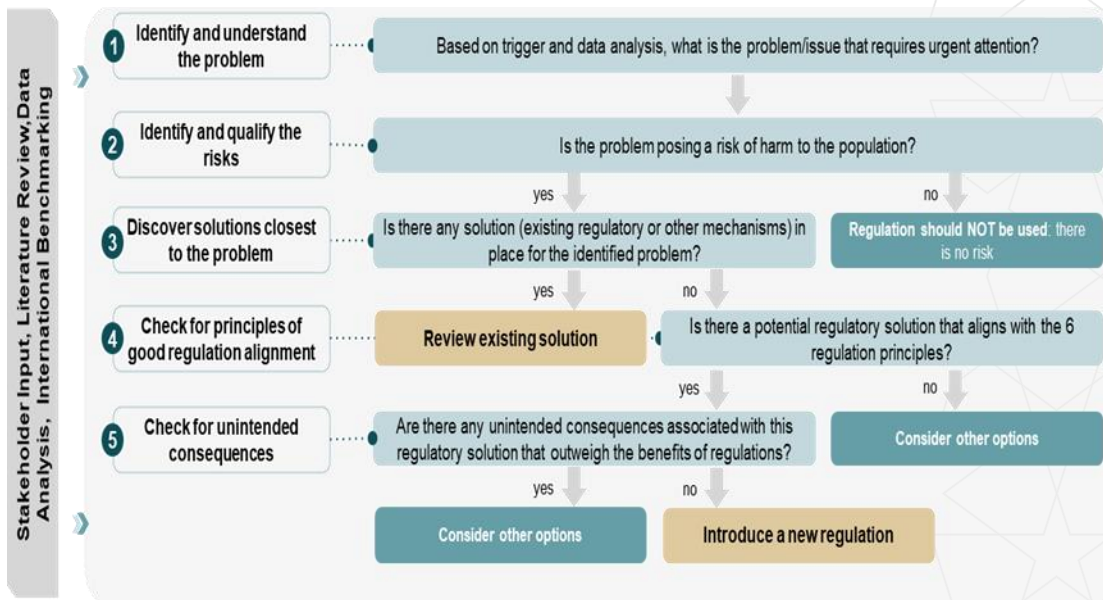 Stakeholder Input, Literature Review,Data
Analysis, International Benchmarking
1
Identify and understand
the problem
Based on trigger and data analysis, what is the problem/issue that requires urgent attention?
2
Identify and qualify the
risks
Is the problem posing a risk of harm to the population?
yes
no
3
Discover solutions closest
to the problem
Is there any solution (existing regulatory or other mechanisms) in
place for the identified problem?
Regulation should NOT be used: there
is no risk
yes
no
4
Check for principles of
good regulation alignment
Review existing solution
Is there a potential regulatory solution that aligns with the 6
regulation principles?
yes
no
5
Check for unintended
consequences
Are there any unintended consequences associated with this
regulatory solution that outweigh the benefits of regulations?
Consider other options
yes
no
Consider other options
Introduce a new regulation